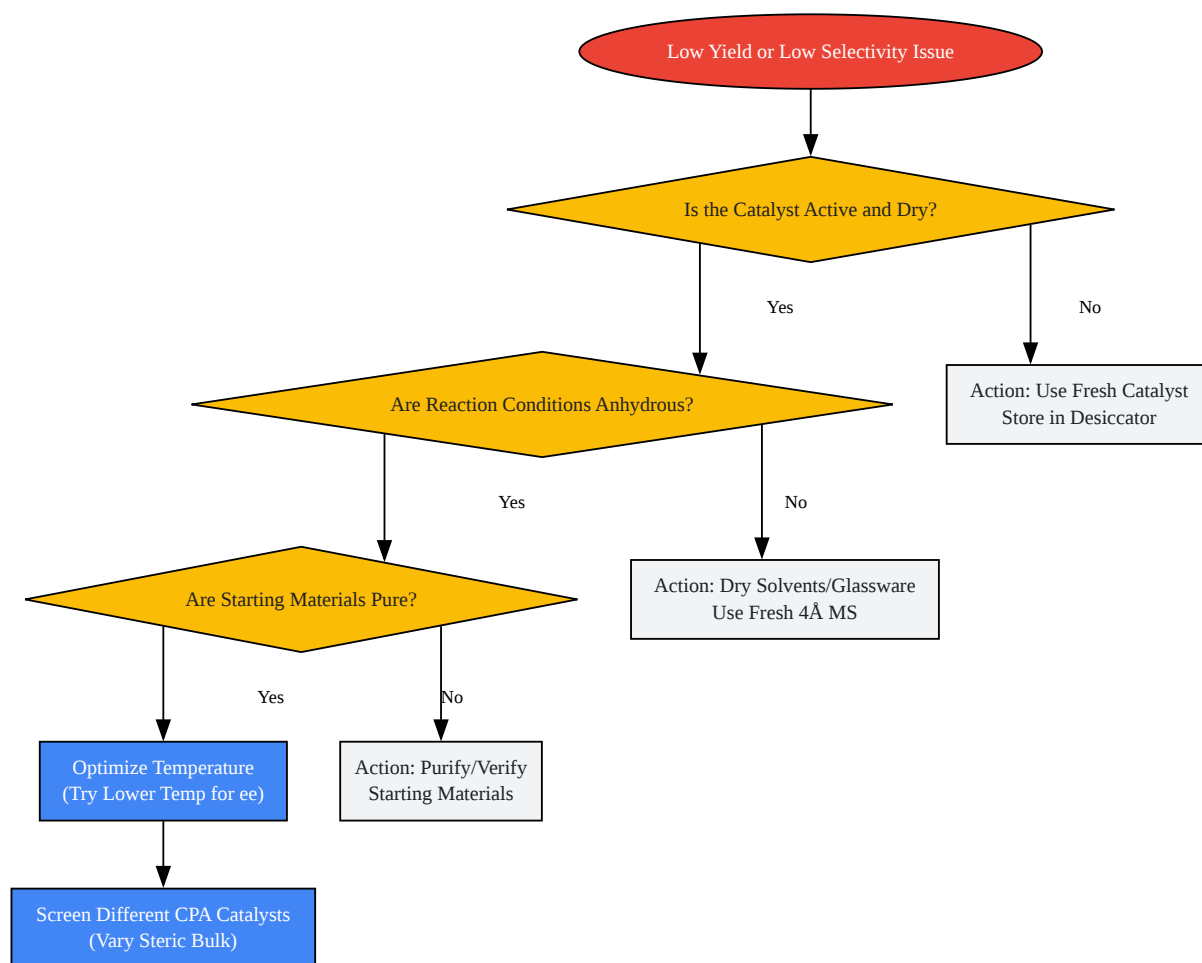 Low Yield or Low Selectivity Issue
Is the Catalyst Active and Dry?
Yes
No
Action: Use Fresh Catalyst
Store in Desiccator
Are Reaction Conditions Anhydrous?
Yes
No
Action: Dry Solvents/Glassware
Use Fresh 4Å MS
Are Starting Materials Pure?
Yes
No
Optimize Temperature
(Try Lower Temp for ee)
Action: Purify/Verify
Starting Materials
Screen Different CPA Catalysts
(Vary Steric Bulk)